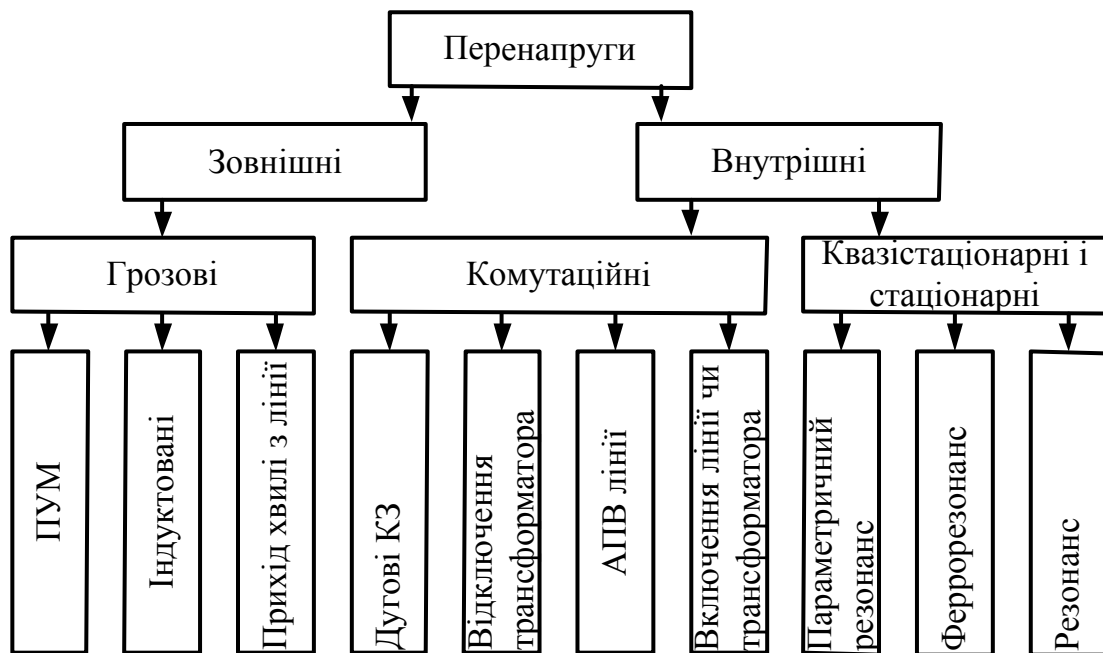 Перенапруги
Зовнішні
Внутрішні
Грозові
Комутаційні
Квазістаціонарні і
стаціонарні
ПУМ
Індуктовані
Прихід хвилі з лінії
Дугові КЗ
Відключення
трансформатора
АПВ лінії
Включення лінії чи
трансформатора
Параметричний
резонанс
Феррорезонанс
Резонанс